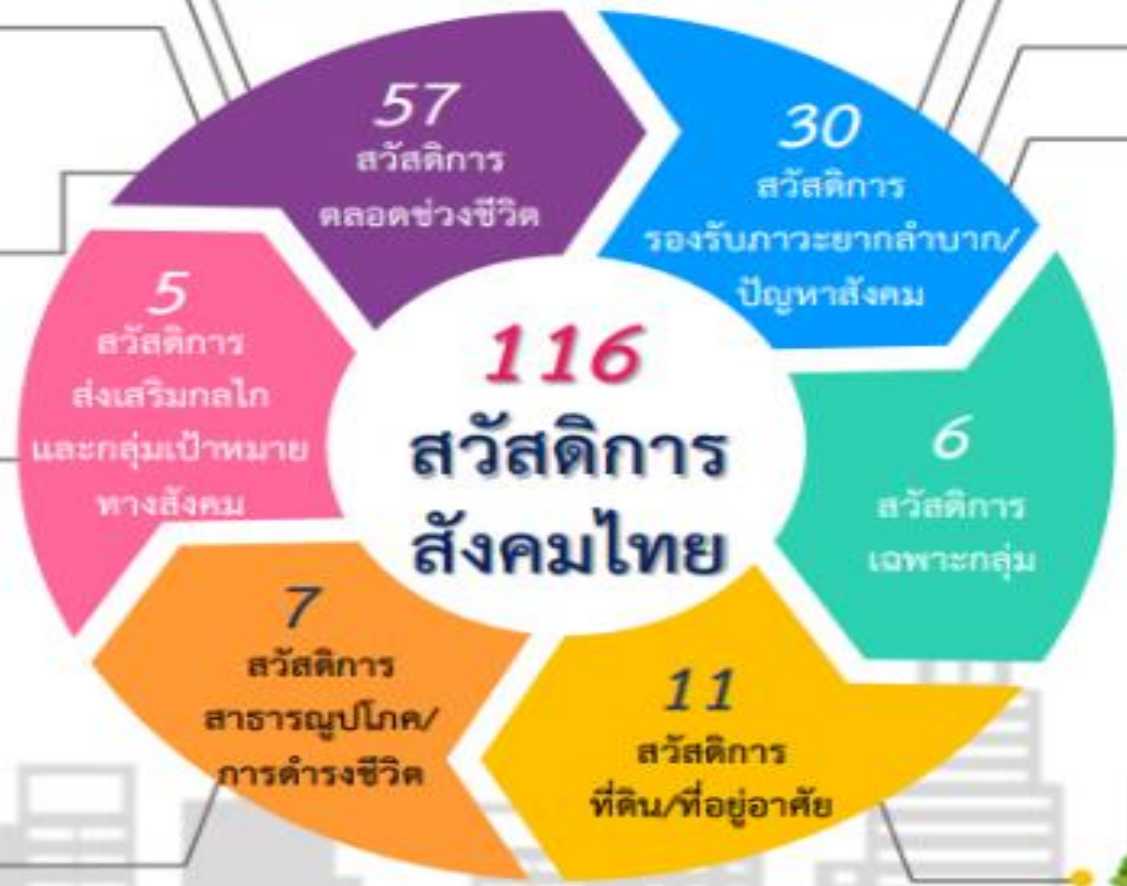 57
สวัสดิการ
ตลอดช่วงชีวิต
30
สวัสดิการ
รองรับภาวะยากลำบาก/
ปัญหาสังคม
6
สวัสดิการ
เฉพาะกลุ่ม
11
สวัสดิการ
ที่ดิน/ที่อยู่อาศัย
7
สวัสดิการ
สาธารณูปโภค/
การดำรงชีวิต
5
สวัสดิการ
ส่งเสริมกลไก
และกลุ่มเป้าหมาย
ทางสังคม
116
สวัสดิการ
สังคมไทย